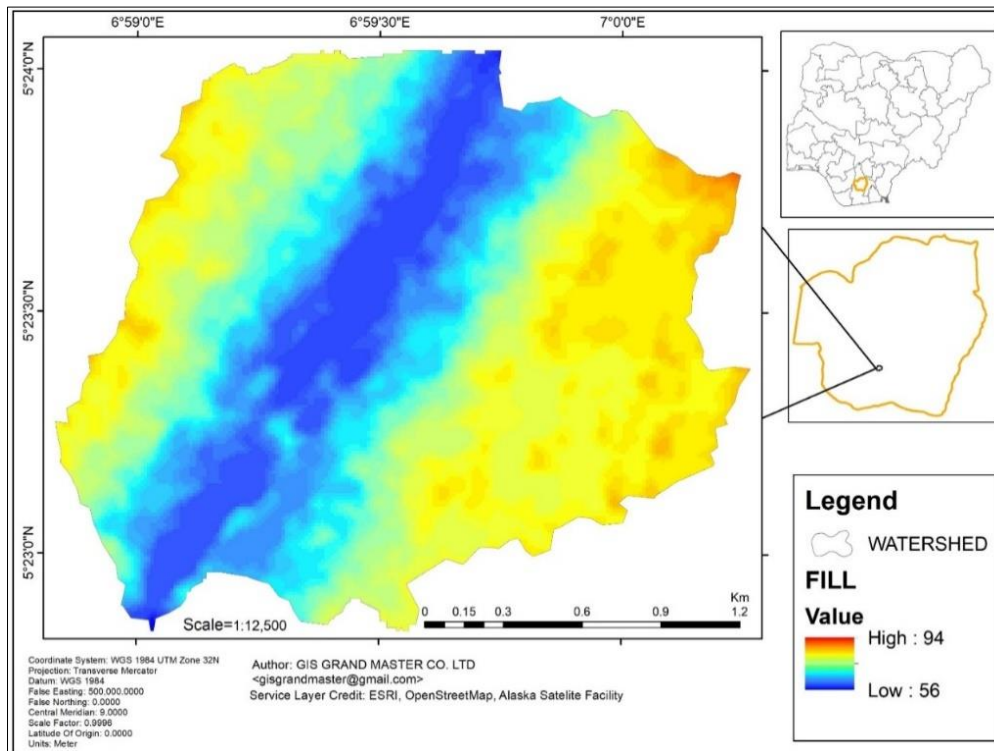 6°59'0"E
6°59'30"E
7°0'0"E
5°24'0"N
5°23'30"N
5°23'0"N
Scale=1:12,500
Km
0 0.15 0.3 0.6 0.9 1.2
Legend
WATERSHED
FILL
Value
High : 94
Low : 56
Coordinate System: WGS 1984 UTM Zone 32N
Projection: Transverse Mercator
Datum: WGS 1984
False Easting: 500,000.0000
False Northing: 0.0000
Central Meridian: 9.0000
Scale Factor: 0.9996
Latitude Of Origin: 0.0000
Units: Meter
Author: GIS GRAND MASTER CO. LTD
<gisgrandmaster@gmail.com>
Service Layer Credit: ESRI, OpenStreetMap, Alaska Satelite Facility